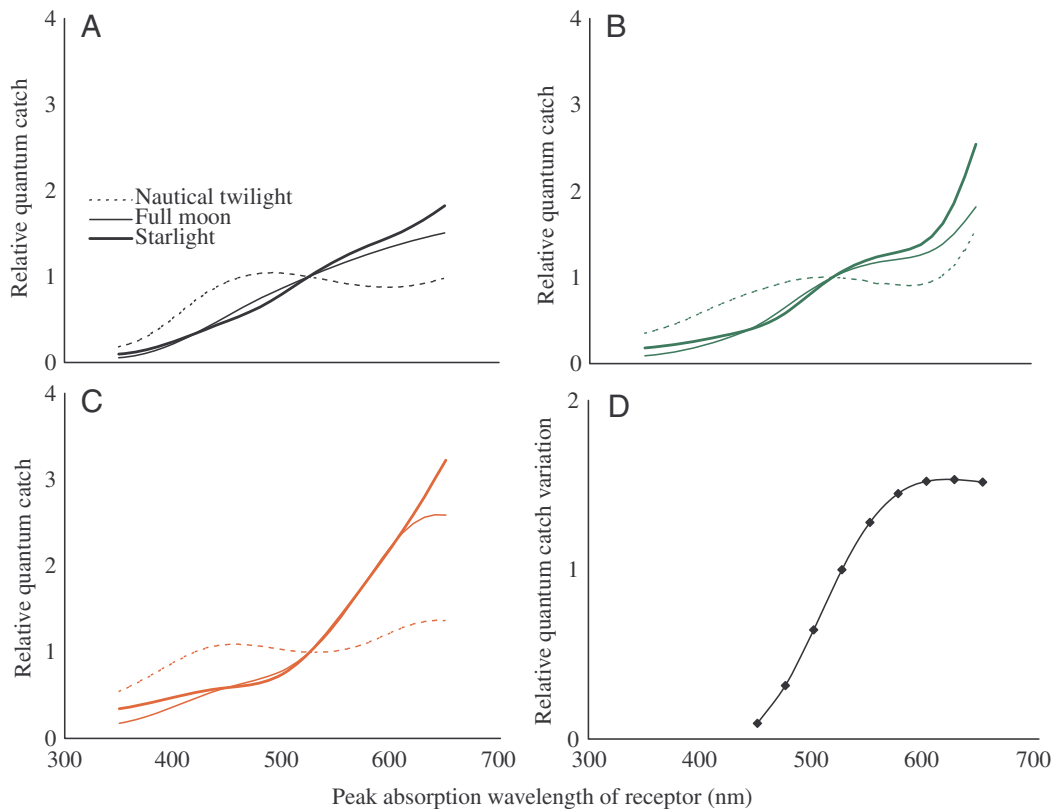 A
B
4
3
2
1
0
Relative quantum catch
Nautical twilight
Full moon
Starlight
4
3
2
1
0
Relative quantum catch
C
D
4
3
2
1
0
300 400 500 600 700
Relative quantum catch
2
1
0
300 400 500 600 700
Relative quantum catch variation
Peak absorption wavelength of receptor (nm)